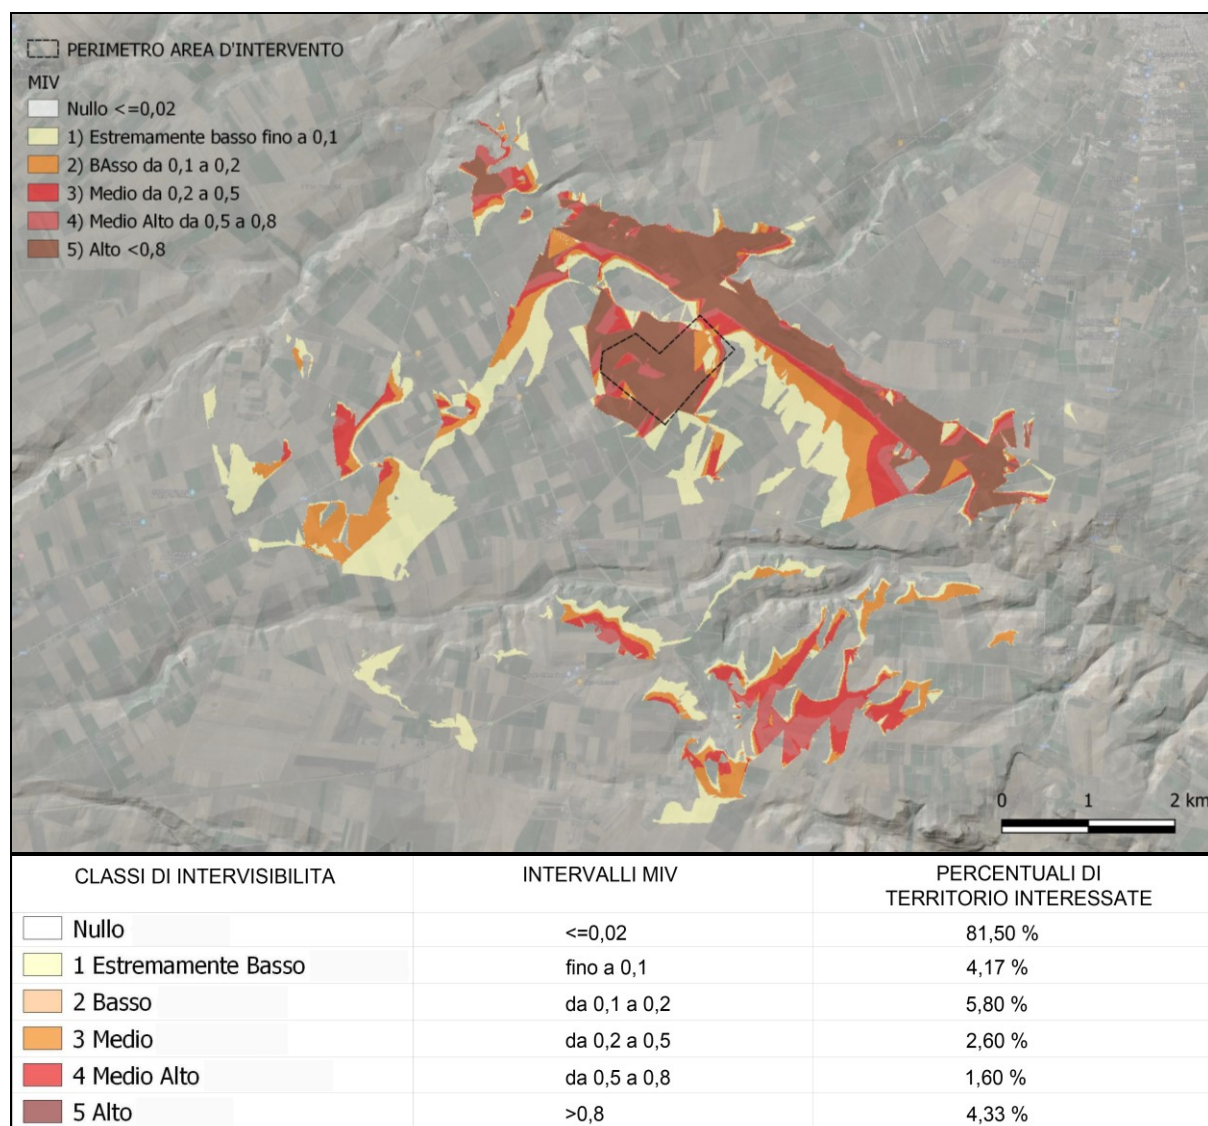 PERIMETRO AREA D'INTERVENTO
MIV
Nullo <=0,02
1) Estremamente basso fino a 0,1
2) BAsso da 0,1 a 0,2
3) Medio da 0,2 a 0,5
4) Medio Alto da 0,5 a 0,8
5) Alto <0,8
0 1 2 km
CLASSI DI INTERVISIBILITA INTERVALLI MIV PERCENTUALI DI
TERRITORIO INTERESSATE
Nullo <=0,02 81,50 %
1 Estremamente Basso fino a 0,1 4,17 %
2 Basso da 0,1 a 0,2 5,80 %
3 Medio da 0,2 a 0,5 2,60 %
4 Medio Alto da 0,5 a 0,8 1,60 %
5 Alto >0,8 4,33 %